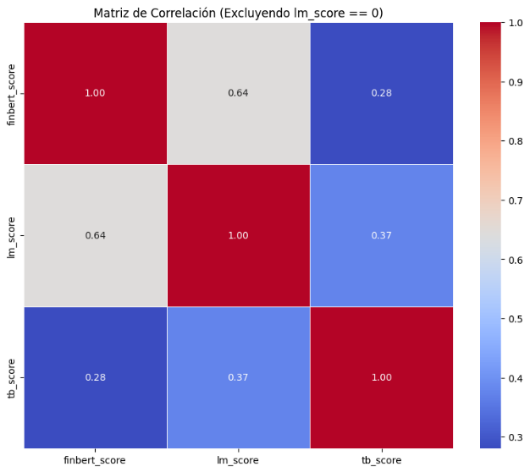 Matriz de Correlación (Excluyendo lm_score == 0)
finbert_score
1.00
0.64
0.28
lm_score
0.64
1.00
0.37
tb_score
0.28
0.37
1.00
finbert_score
lm_score
tb_score
1.0
0.9
0.8
0.7
0.6
0.5
0.4
0.3